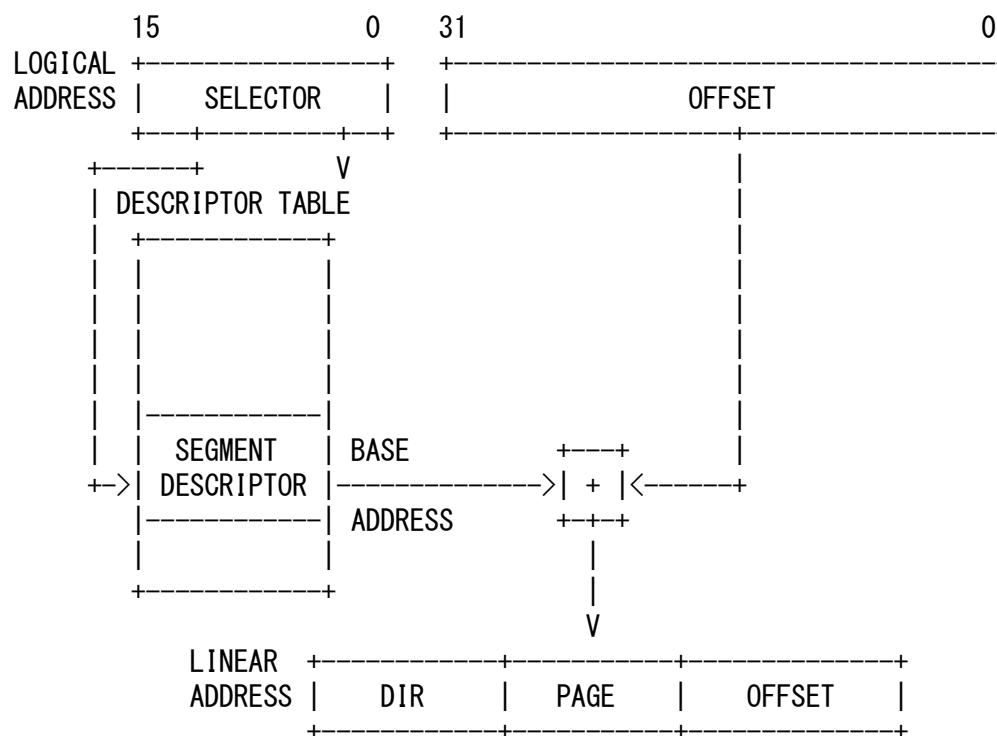 15 0 31 0
LOGICAL
ADDRESS SELECTOR OFFSET
V
DESCRIPTOR TABLE
SEGMENT BASE
DESCRIPTOR +
ADDRESS
V
LINEAR
ADDRESS DIR PAGE OFFSET